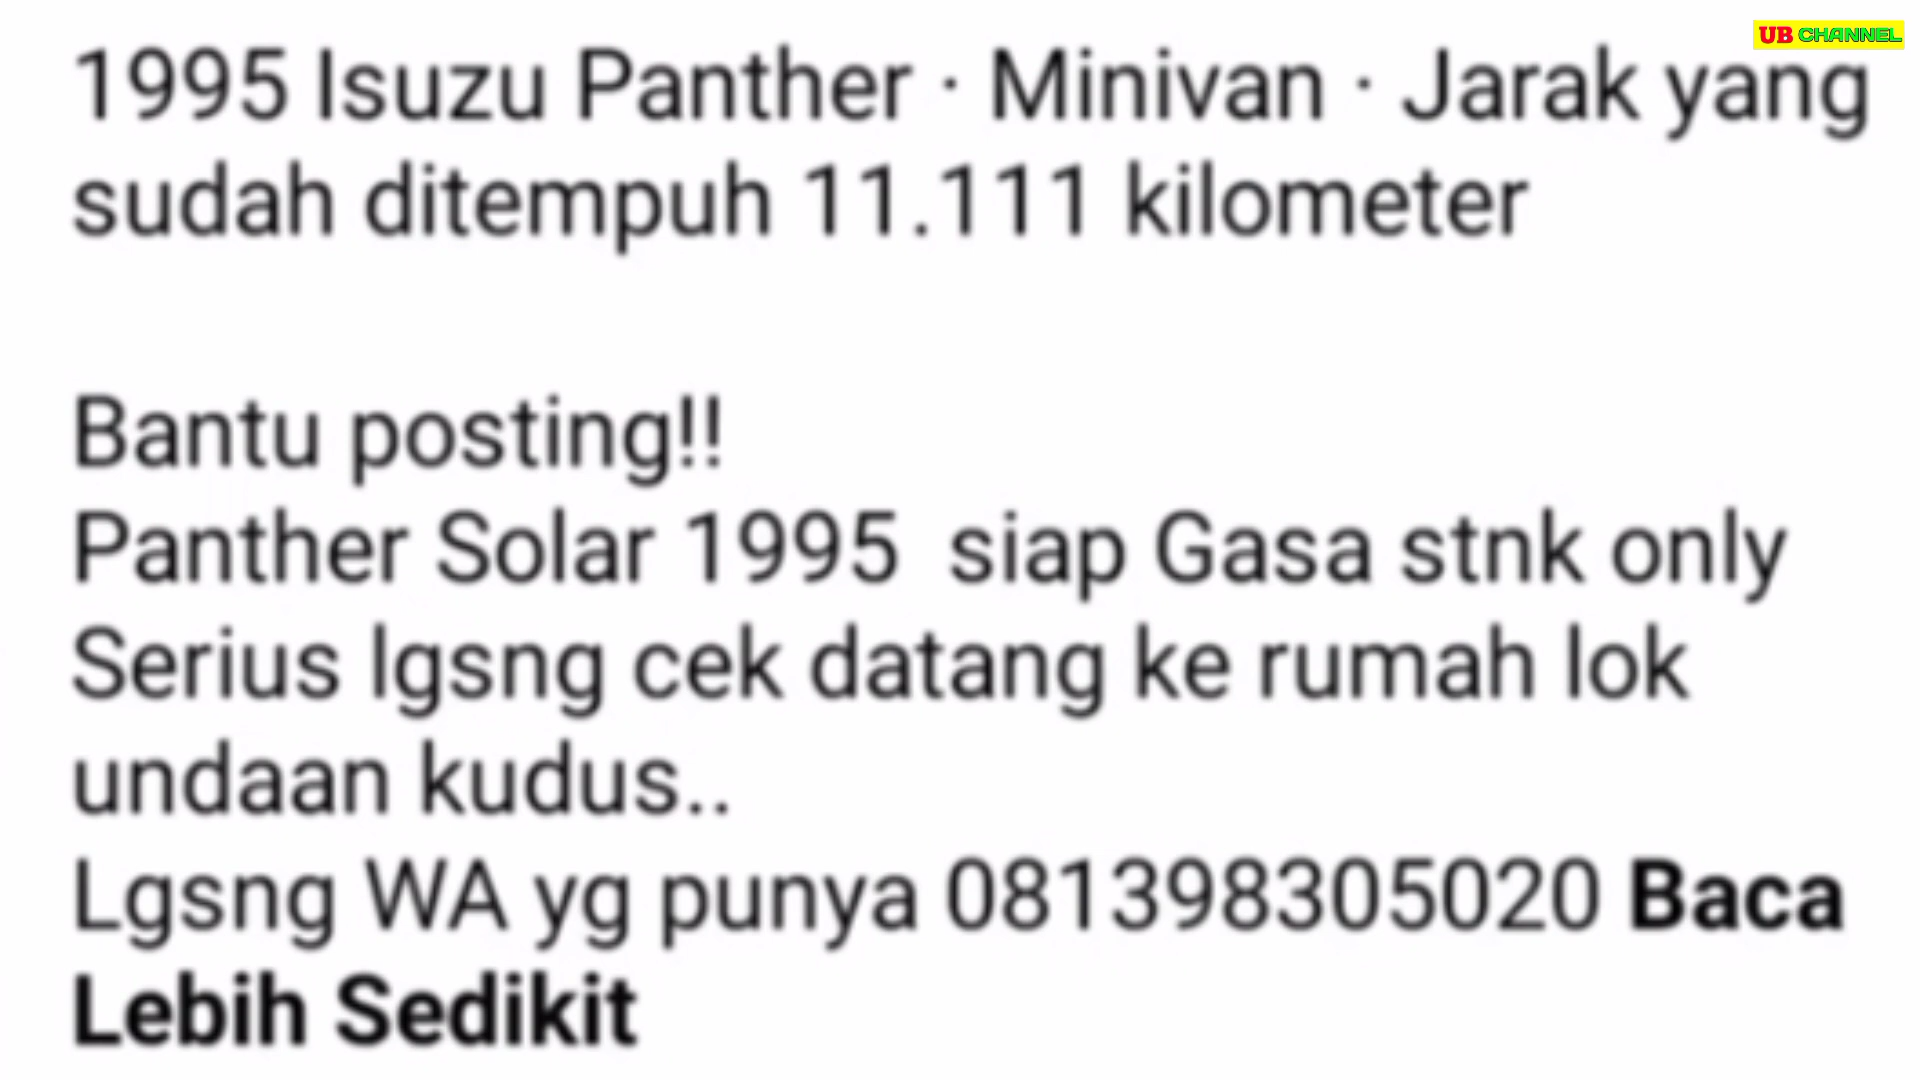 UB CHANNEL
1995 Isuzu Panther · Minivan · Jarak yang
sudah ditempuh 11.111 kilometer
Bantu posting!!
Panther Solar 1995  siap Gasa stnk only
Serius lgsng cek datang ke rumah lok
undaan kudus..
Lgsng WA yg punya 081398305020 Baca
Lebih Sedikit